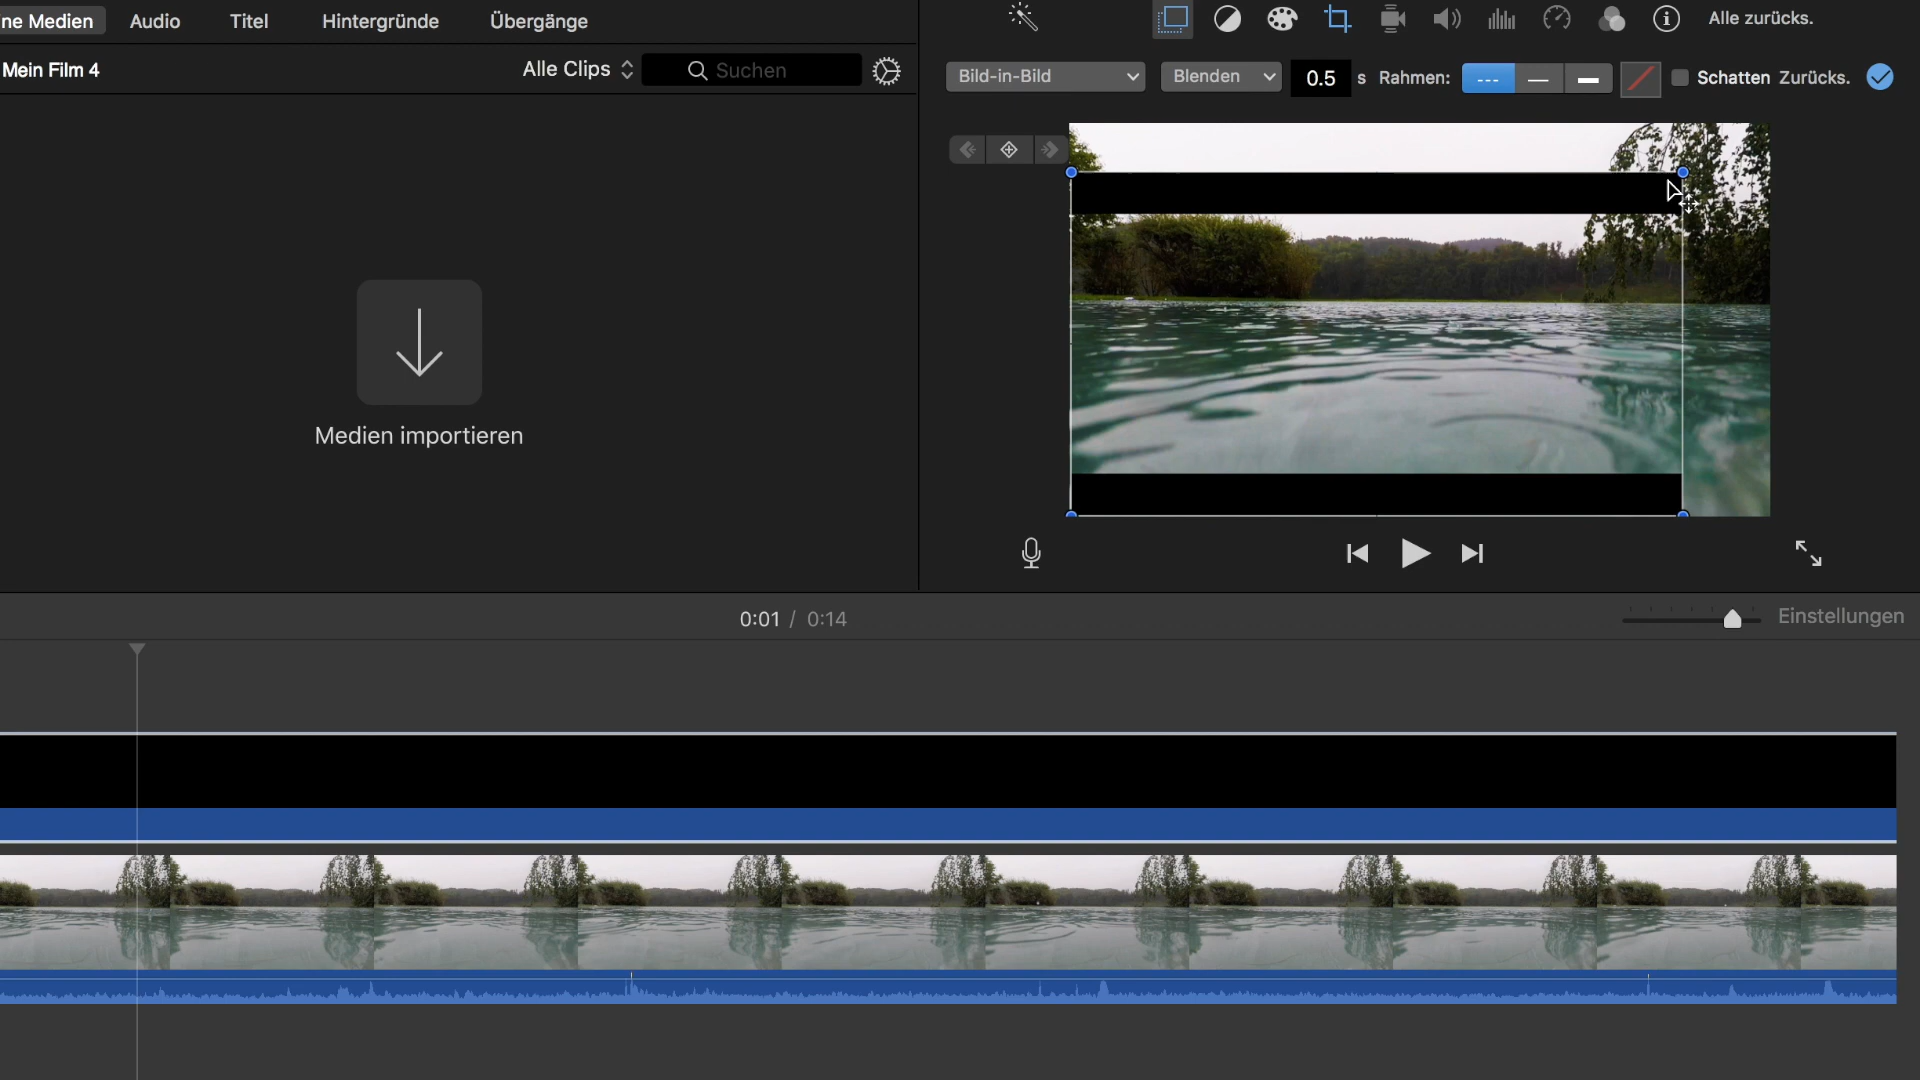 ne Medien Audio Titel Hintergründe Übergänge
Alle zurücks.
Mein Film 4 Alle Clips Suchen
Bild-in-Bild Blenden 0.5 s Rahmen: Schatten Zurücks.
Medien importieren
0:01 / 0:14 Einstellungen